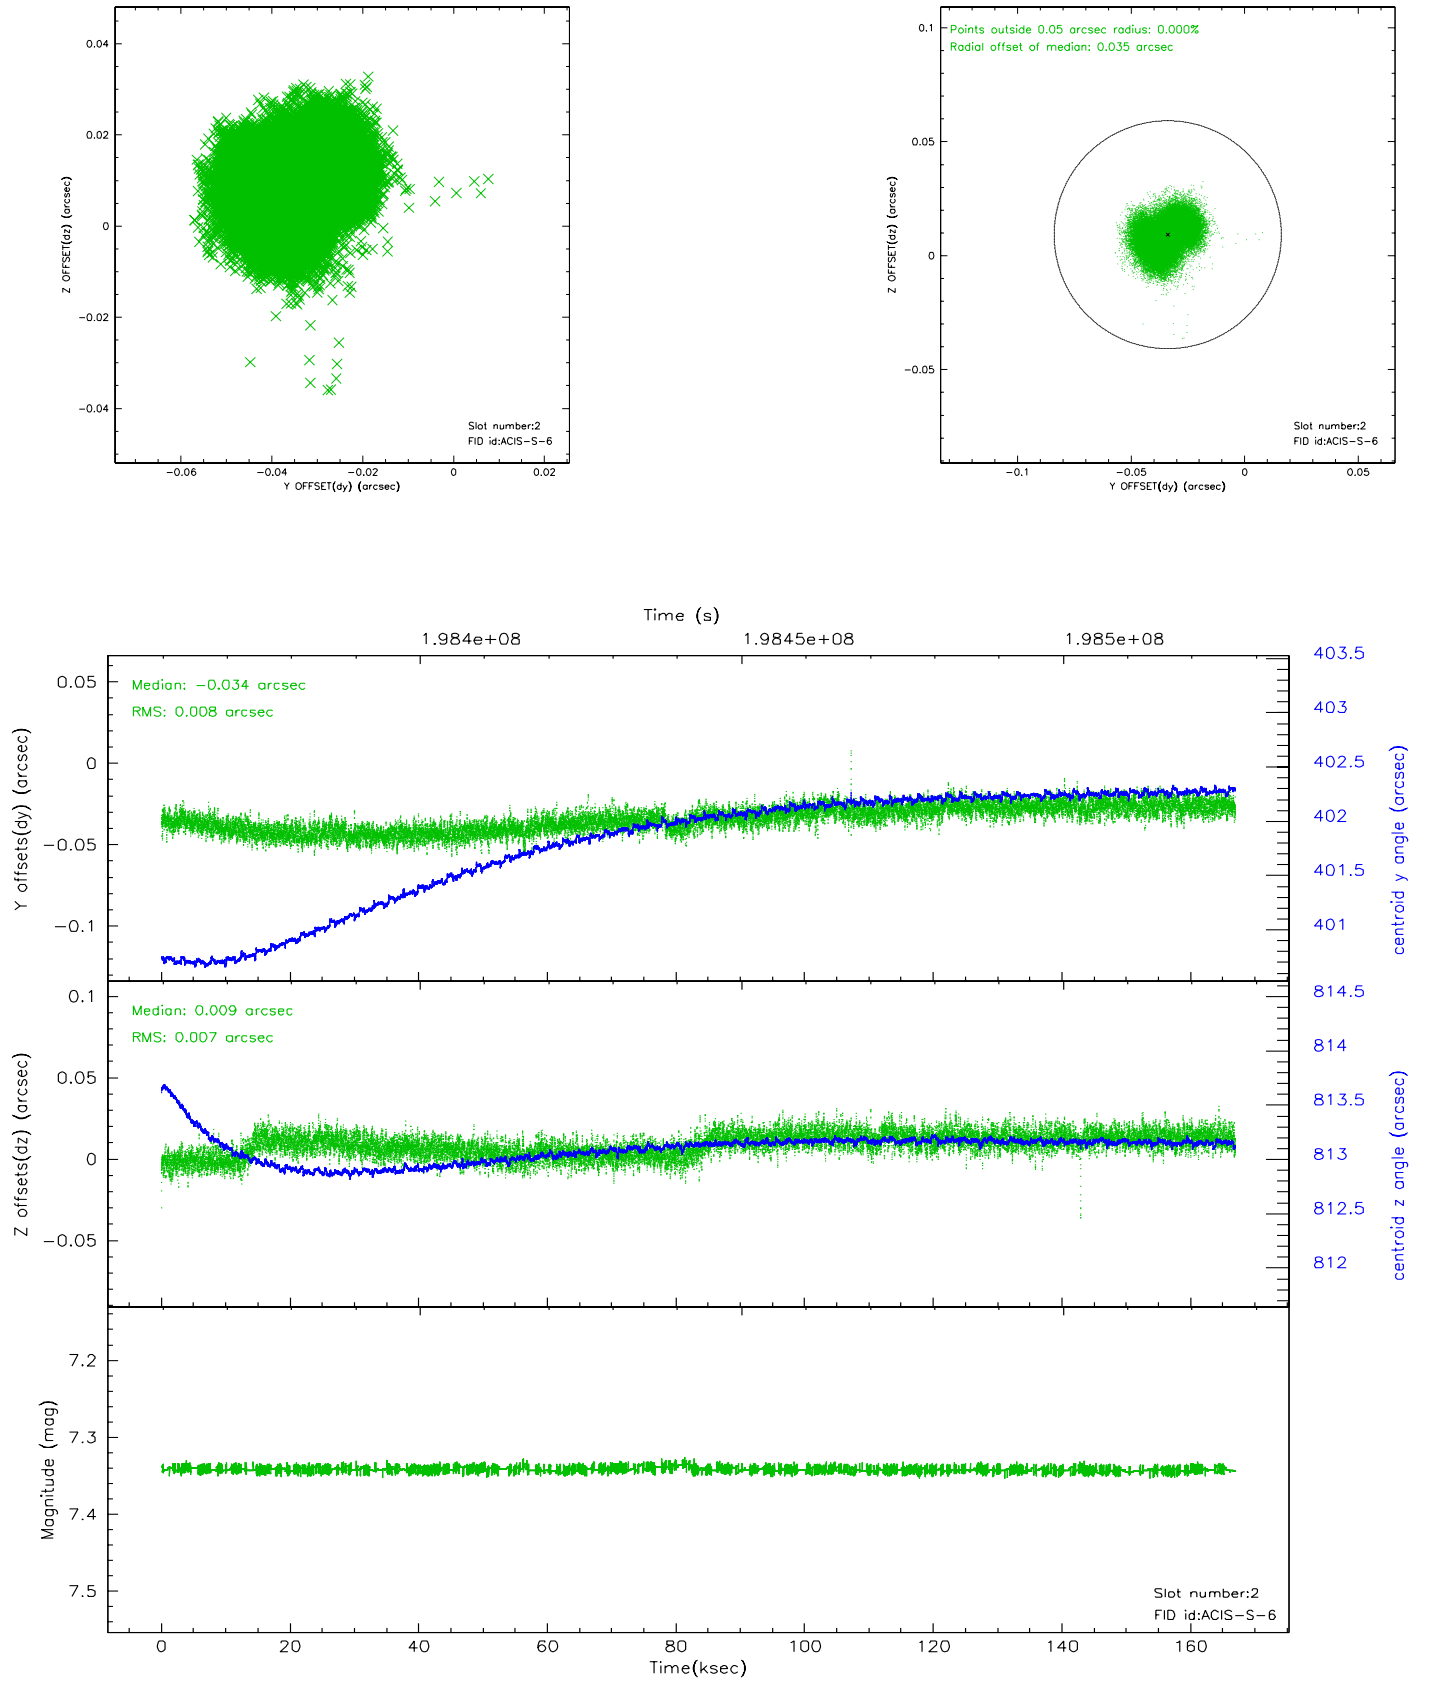 0.04
0.02
0
−0.02
−0.04
Z OFFSET(dz) (arcsec)
Slot number:2
FID id:ACIS−S−6
−0.06
−0.04
−0.02
0
0.02
Y OFFSET(dy) (arcsec)
Points outside 0.05 arcsec radius: 0.000%
Radial offset of median: 0.035 arcsec
0.1
0.05
0
−0.05
Z OFFSET(dz) (arcsec)
Slot number:2
FID id:ACIS−S−6
−0.1
−0.05
0
0.05
Y OFFSET(dy) (arcsec)
Time (s)
1.984e+08
1.9845e+08
1.985e+08
Median: −0.034 arcsec
RMS: 0.008 arcsec
0.05
0
−0.05
−0.1
Y offsets(dy) (arcsec)
403.5
403
402.5
402
401.5
401
centroid y angle (arcsec)
Median: 0.009 arcsec
RMS: 0.007 arcsec
0.1
0.05
0
−0.05
Z offsets(dz) (arcsec)
814.5
814
813.5
813
812.5
812
centroid z angle (arcsec)
7.2
7.3
7.4
7.5
Magnitude (mag)
Slot number:2
FID id:ACIS−S−6
0
20
40
60
80
100
120
140
160
Time(ksec)